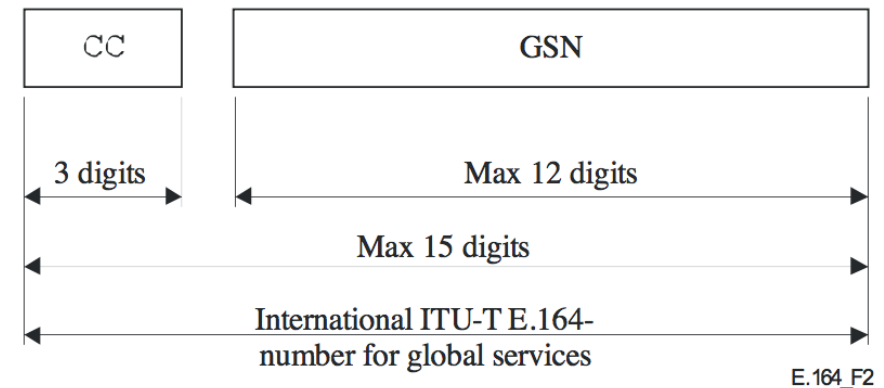 CC
GSN
3 digits
Max 12 digits
Max 15 digits
International ITU-T E.164-
number for global services
E.164_F2